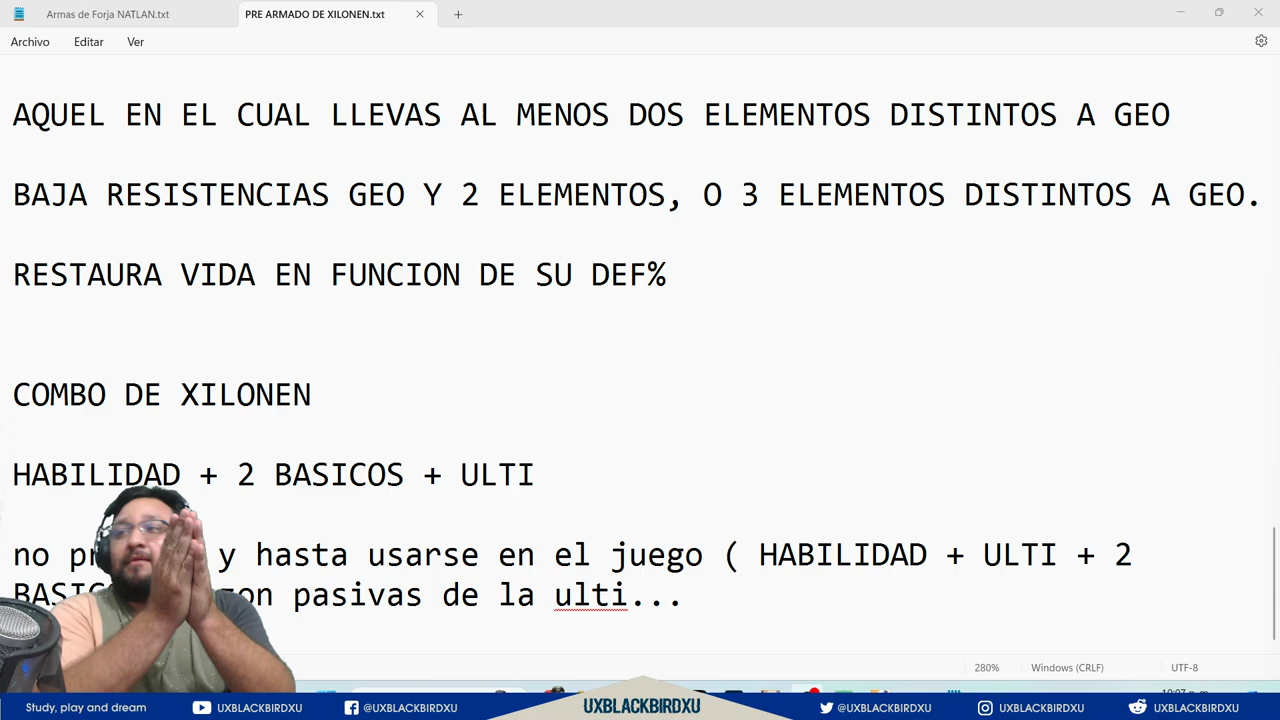 Armas de Forja NATLAN.txt
PRE ARMADO DE XILONEN.txt
Archivo Editar Ver
AQUEL EN EL CUAL LLEVAS AL MENOS DOS ELEMENTOS DISTINTOS A GEO
BAJA RESISTENCIAS GEO Y 2 ELEMENTOS, O 3 ELEMENTOS DISTINTOS A GEO.
RESTAURA VIDA EN FUNCION DE SU DEF%
COMBO DE XILONEN
HABILIDAD + 2 BASICOS + ULTI
no y hasta usarse en el juego ( HABILIDAD + ULTI + 2
pasivas de la ulti...
280% Windows (CRLF) UTF-8
Study, play and dream UXBLACKBIRDXU @UXBLACKBIRDXU UXBLACKBIRDXU @UXBLACKBIRDXU UXBLACKBIRDXU UXBLACKBIRDXU